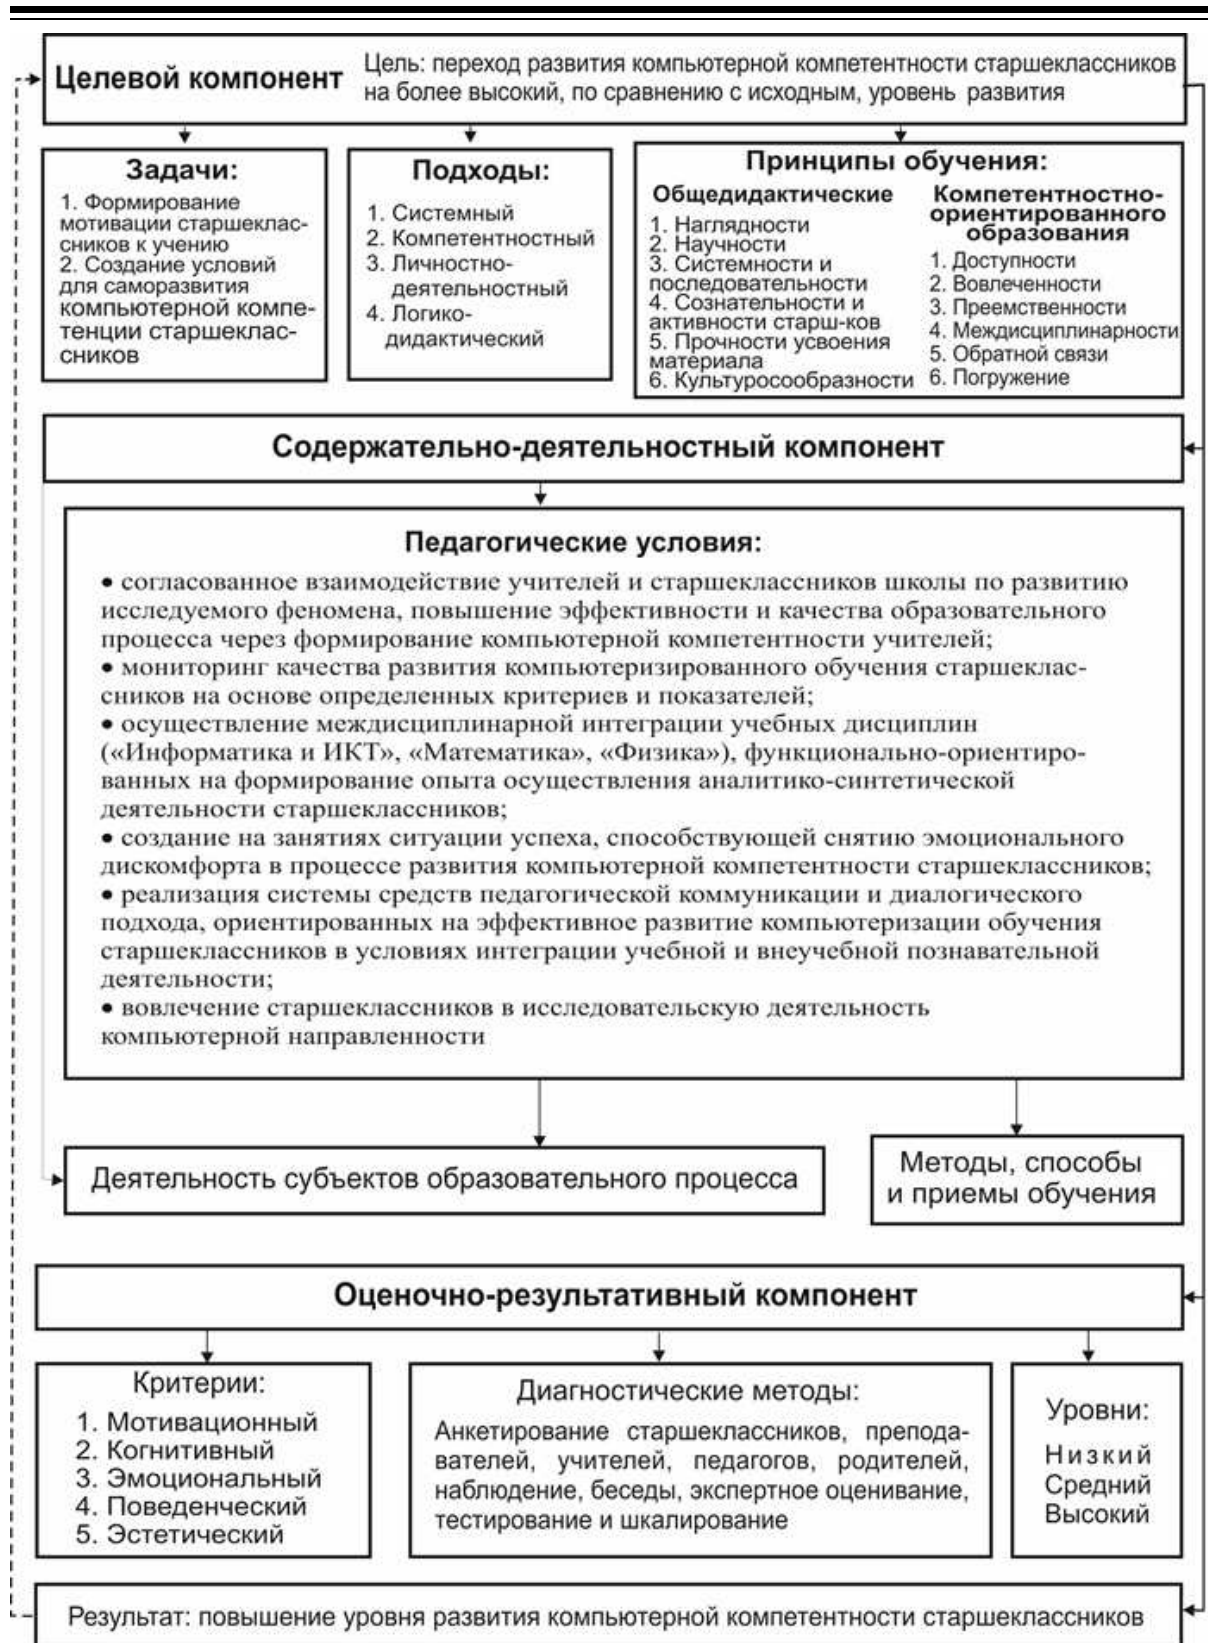 Целевой компонент
Цель: переход развития компьютерной компетентности старшеклассников
на более высокий, по сравнению с исходным, уровень развития
Задачи:
1. Формирование
мотивации старшеклас-
сников к учению
2. Создание условий
для саморазвития
компьютерной компе-
тенции старшеклас-
сников
Подходы:
1. Системный
2. Компетентностный
3. Личностно-
деятельностный
4. Логико-
дидактический
Принципы обучения:
Общедидактические
1. Наглядности
2. Научности
3. Системности и
последовательности
4. Сознательности и
активности старш-ков
5. Прочности усвоения
материала
6. Культуросообразности
Компетентностно-
ориентированного
образования
1. Доступности
2. Вовлеченности
3. Преемственности
4. Междисциплинарности
5. Обратной связи
6. Погружение
Содержательно-деятельностный компонент
Педагогические условия:
• согласованное взаимодействие учителей и старшеклассников школы по развитию
исследуемого феномена, повышение эффективности и качества образовательного
процесса через формирование компьютерной компетентности учителей;
• мониторинг качества развития компьютеризированного обучения старшеклас-
сников на основе определенных критериев и показателей;
• осуществление междисциплинарной интеграции учебных дисциплин
(«Информатика и ИКТ», «Математика», «Физика»), функционально-ориентиро-
ванных на формирование опыта осуществления аналитико-синтетической
деятельности старшеклассников;
• создание на занятиях ситуации успеха, способствующей снятию эмоционального
дискомфорта в процессе развития компьютерной компетентности старшеклассников;
• реализация системы средств педагогической коммуникации и диалогического
подхода, ориентированных на эффективное развитие компьютеризации обучения
старшеклассников в условиях интеграции учебной и внеучебной познавательной
деятельности;
• вовлечение старшеклассников в исследовательскую деятельность
компьютерной направленности
Деятельность субъектов образовательного процесса
Методы, способы
и приемы обучения
Оценочно-результативный компонент
Критерии:
1. Мотивационный
2. Когнитивный
3. Эмоциональный
4. Поведенческий
5. Эстетический
Диагностические методы:
Анкетирование старшеклассников, препода-
вателей, учителей, педагогов, родителей,
наблюдение, беседы, экспертное оценивание,
тестирование и шкалирование
Уровни:
Низкий
Средний
Высокий
Результат: повышение уровня развития компьютерной компетентности старшеклассников